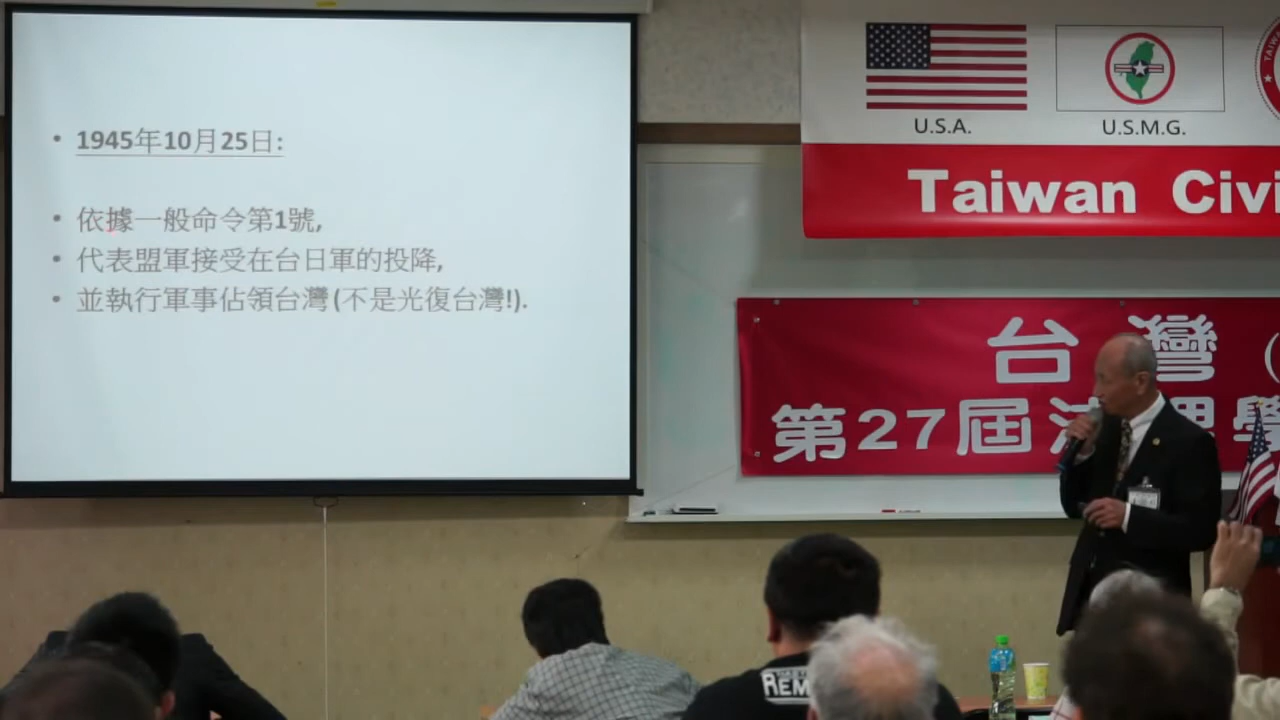 • 1945年10月25日:
• 依據一般命令第1號,
• 代表盟軍接受在台日軍的投降,
• 並執行軍事佔領台灣 (不是光復台灣!).
U.S.A.
U.S.M.G.
Taiwan Civi
台灣(
第27屆法理學
REM